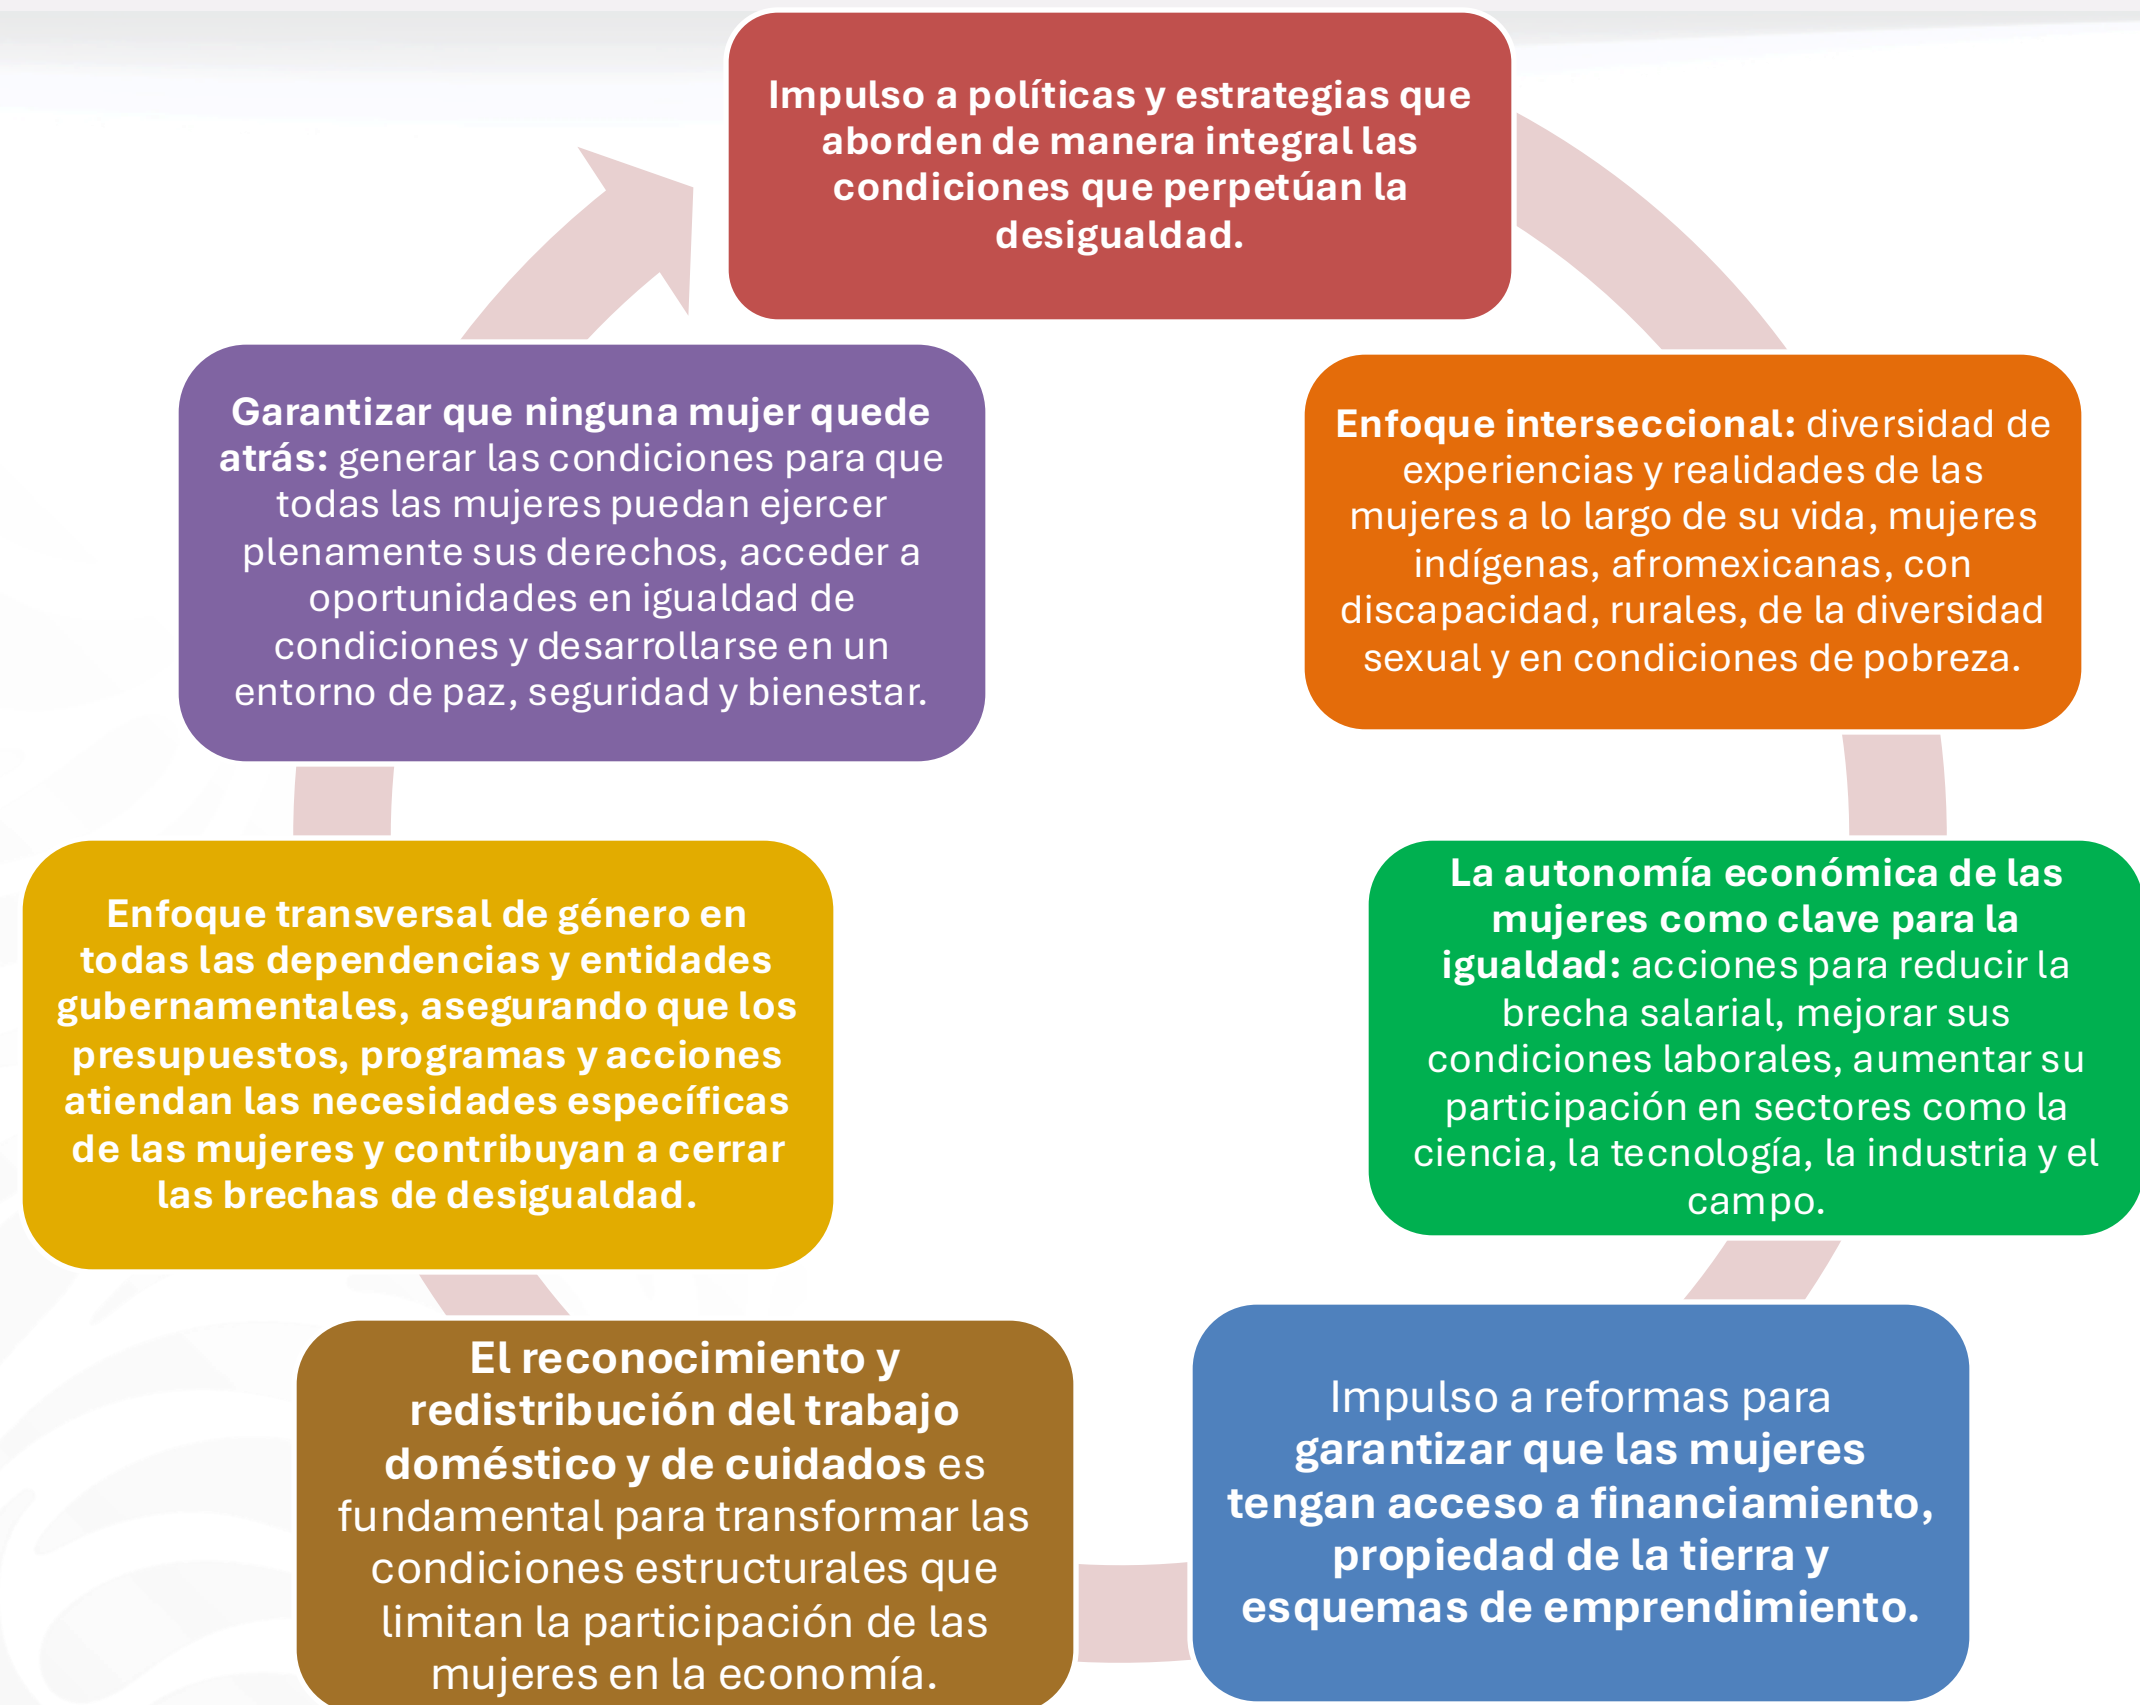 Impulso a políticas y estrategias que
aborden de manera integral las
condiciones que perpetúan la
desigualdad.
Enfoque interseccional: diversidad de
experiencias y realidades de las
mujeres a lo largo de su vida, mujeres
indígenas, afromexicanas, con
discapacidad, rurales, de la diversidad
sexual y en condiciones de pobreza.
La autonomía económica de las
mujeres como clave para la
igualdad: acciones para reducir la
brecha salarial, mejorar sus
condiciones laborales, aumentar su
participación en sectores como la
ciencia, la tecnología, la industria y el
campo.
Impulso a reformas para
garantizar que las mujeres
tengan acceso a financiamiento,
propiedad de la tierra y
esquemas de emprendimiento.
El reconocimiento y
redistribución del trabajo
doméstico y de cuidados es
fundamental para transformar las
condiciones estructurales que
limitan la participación de las
mujeres en la economía.
Enfoque transversal de género en
todas las dependencias y entidades
gubernamentales, asegurando que los
presupuestos, programas y acciones
atiendan las necesidades específicas
de las mujeres y contribuyan a cerrar
las brechas de desigualdad.
Garantizar que ninguna mujer quede
atrás: generar las condiciones para que
todas las mujeres puedan ejercer
plenamente sus derechos, acceder a
oportunidades en igualdad de
condiciones y desarrollarse en un
entorno de paz, seguridad y bienestar.